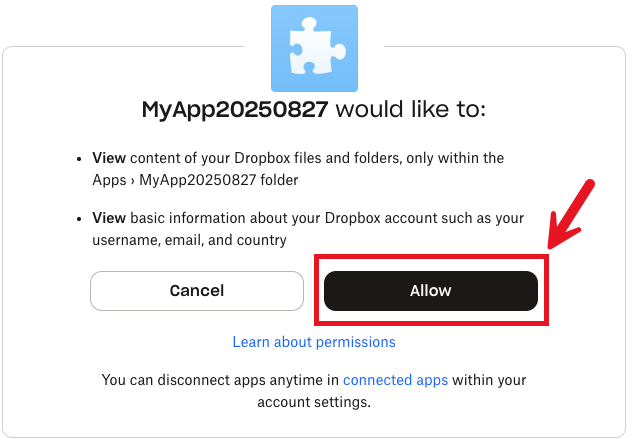 MyApp20250827 would like to:
• View content of your Dropbox files and folders, only within the
Apps › MyApp20250827 folder
• View basic information about your Dropbox account such as your
username, email, and country
Cancel
Allow
Learn about permissions
You can disconnect apps anytime in connected apps within your
account settings.